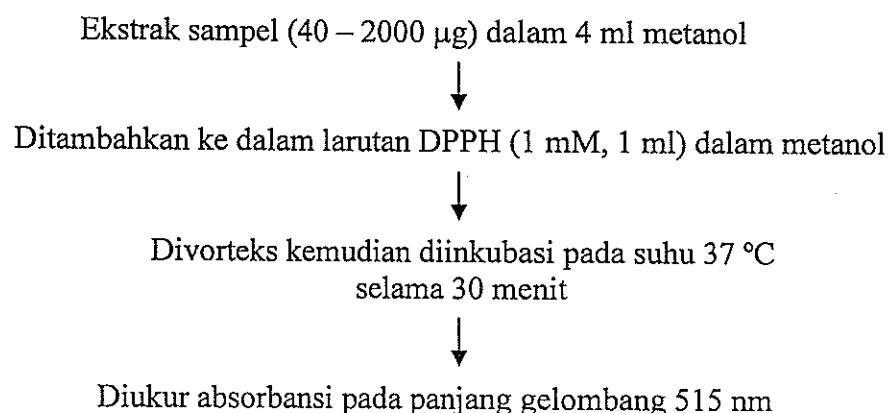 Ekstrak sampel (40 – 2000 µg) dalam 4 ml metanol
Ditambahkan ke dalam larutan DPPH (1 mM, 1 ml) dalam metanol
Divorteks kemudian diinkubasi pada suhu 37 ºC
selama 30 menit
Diukur absorbansi pada panjang gelombang 515 nm